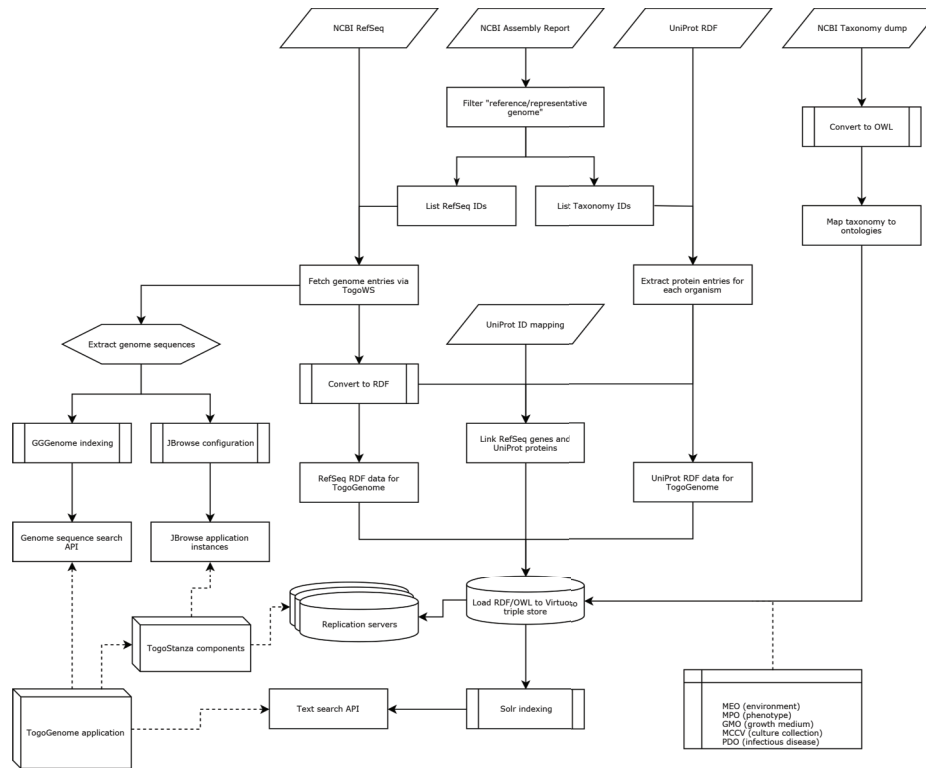 NCBI RefSeq
NCBI Assembly Report
UniProt RDF
NCBI Taxonomy dump
Filter "reference/representative
genome"
Convert to OWL
List RefSeq IDs
List Taxonomy IDs
Map taxonomy to
ontologies
Fetch genome entries via
TogoWS
Extract protein entries for
each organism
UniProt ID mapping
Extract genome sequences
Convert to RDF
GGGenome indexing
JBrowse configuration
Link RefSeq genes and
UniProt proteins
RefSeq RDF data for
TogoGenome
UniProt RDF data for
TogoGenome
Genome sequence search
API
JBrowse application
instances
Load RDF/OWL to Virtuoso
triple store
Replication servers
TogoStanza components
TogoGenome application
Text search API
Solr indexing
MEO (environment)
MPO (phenotype)
GMO (growth medium)
MCCV (culture collection)
PDO (infectious disease)